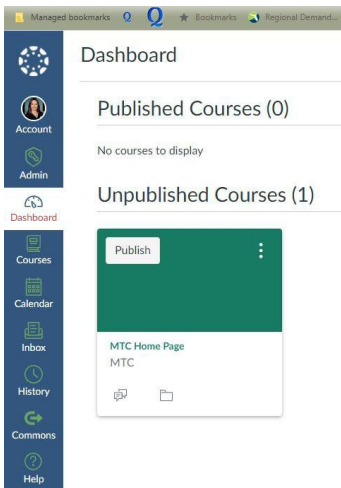 Managed bookmarks Bookmarks Regional Demand...
Dashboard
Published Courses (0)
No courses to display
Unpublished Courses (1)
Publish
MTC Home Page
MTC
Account
Admin
Dashboard
Courses
Calendar
Inbox
History
Commons
Help